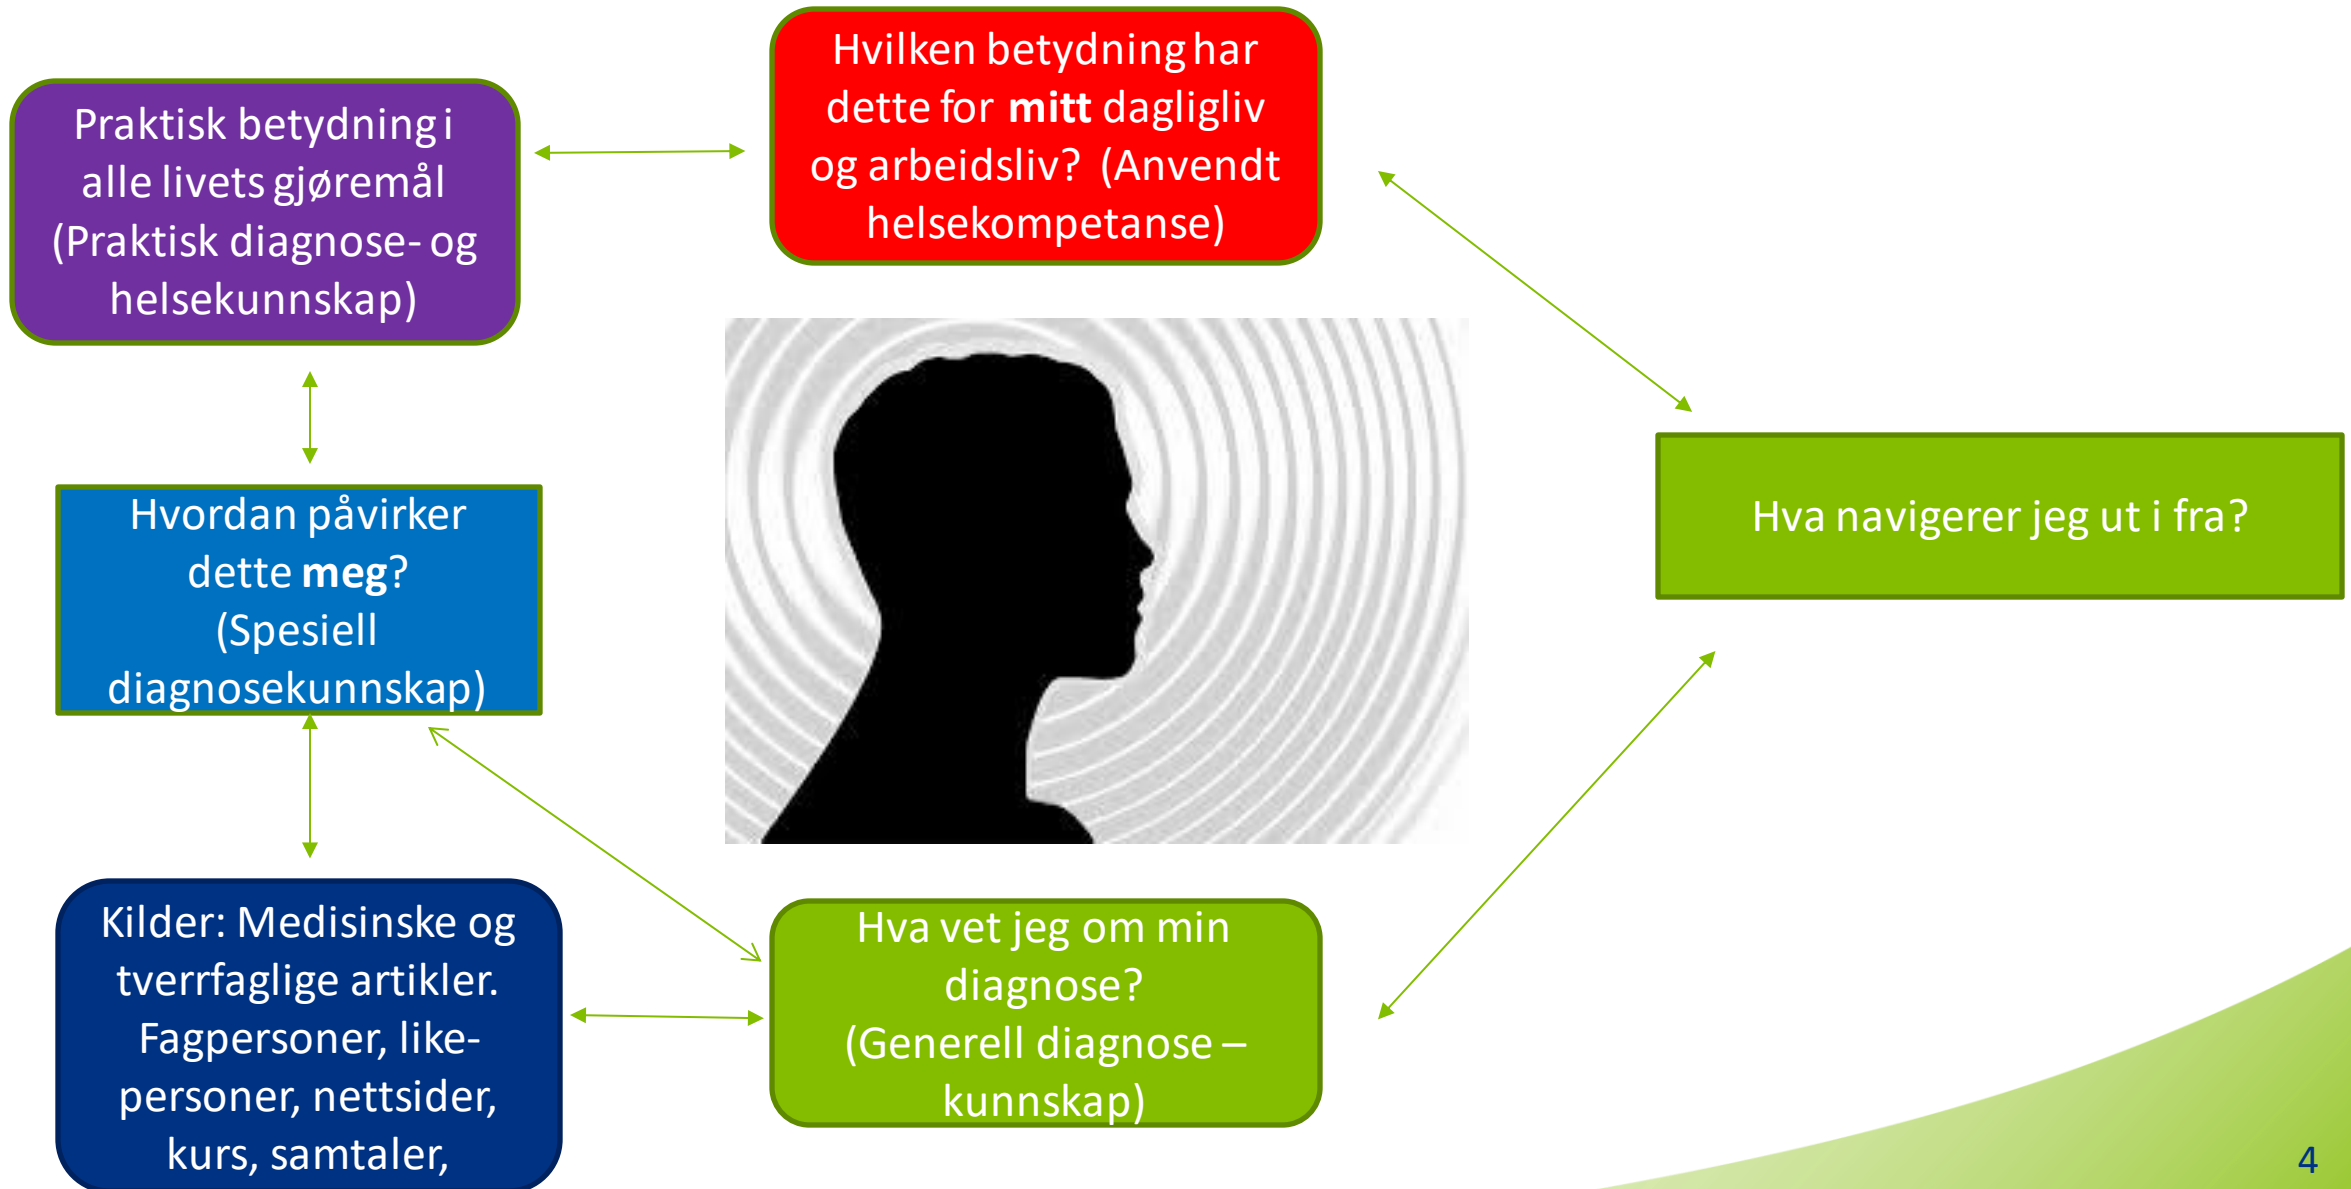 Hvilken betydning har
dette for mitt dagligliv
og arbeidsliv? (Anvendt
helsekompetanse)
Praktisk betydning i
alle livets gjøremål
(Praktisk diagnose- og
helsekunnskap)
Hvordan påvirker
dette meg?
(Spesiell
diagnosekunnskap)
Hva navigerer jeg ut i fra?
Kilder: Medisinske og
tverrfaglige artikler.
Fagpersoner, like-
personer, nettsider,
kurs, samtaler,
Hva vet jeg om min
diagnose?
(Generell diagnose –
kunnskap)
4